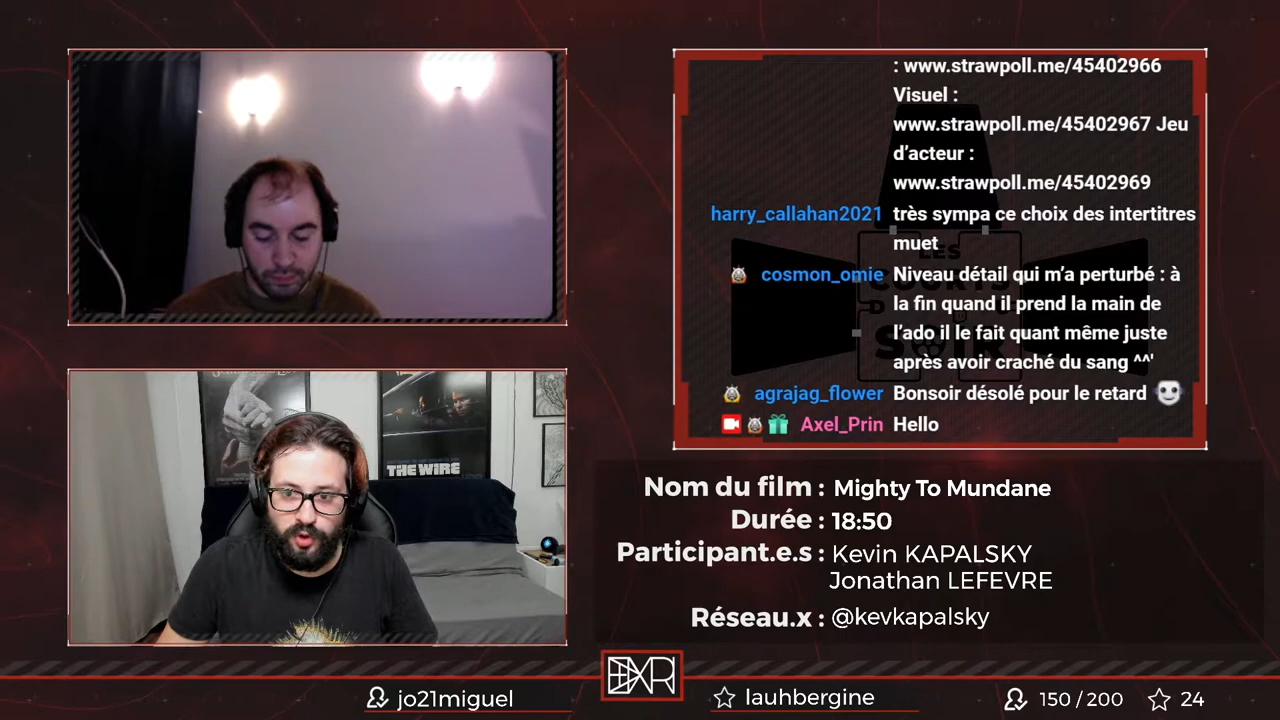 THE WIRE
: www.strawpoll.me/45402966
Visuel :
www.strawpoll.me/45402967 Jeu
d’acteur :
www.strawpoll.me/45402969
harry_callahan2021 très sympa ce choix des intertitres
muet
cosmon_omie Niveau détail qui m’a perturbé : à
la fin quand il prend la main de
l’ado il le fait quant même juste
après avoir craché du sang ^^'
agrajag_flower Bonsoir désolé pour le retard
Axel_Prin Hello
LES
COURTS
SOIR
Nom du film : Mighty To Mundane
Durée : 18:50
Participant.e.s : Kevin KAPALSKY
Jonathan LEFEVRE
Réseau.x : @kevkapalsky
jo21miguel
lauhbergine
150 / 200
24